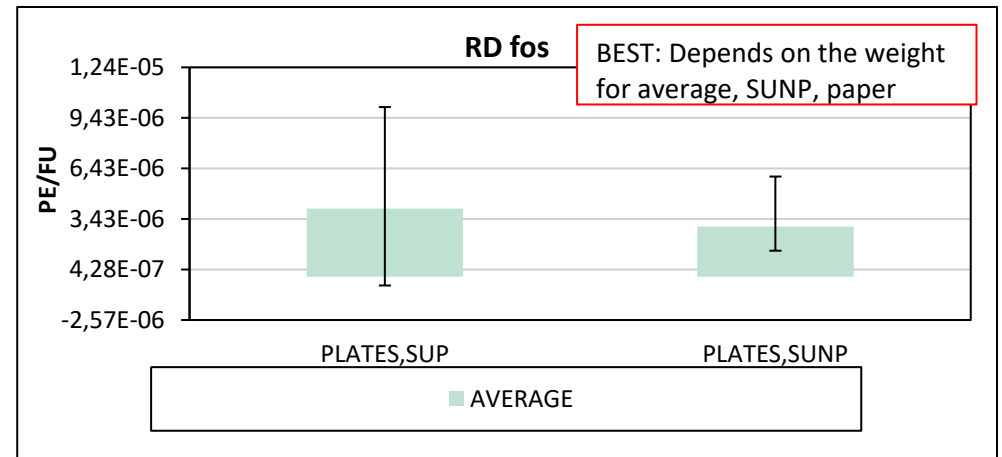 RD fos
BEST: Depends on the weight
for average, SUNP, paper
PE/FU
1,24E-05
9,43E-06
6,43E-06
3,43E-06
4,28E-07
-2,57E-06
PLATES,SUP
PLATES,SUNP
AVERAGE